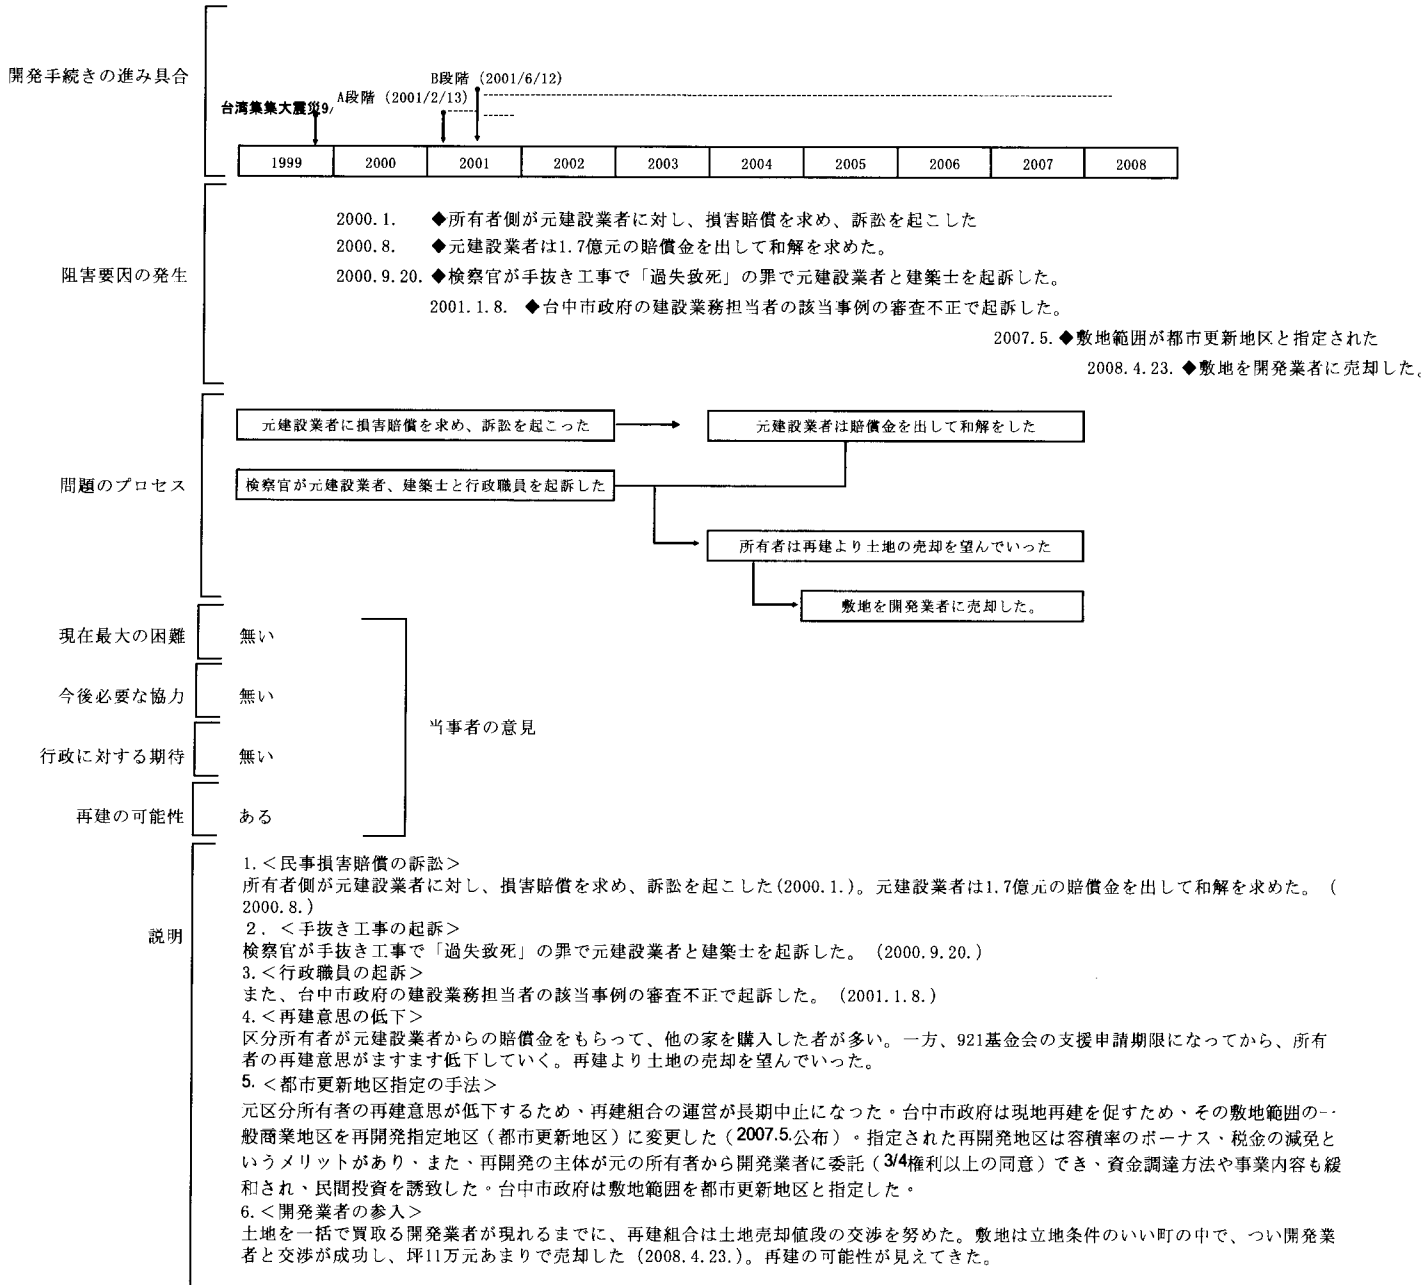 開発手続きの進み具合
B段階 (2001/6/12)
A段階 (2001/2/13)
台湾集集大震災9/
1999 2000 2001 2002 2003 2004 2005 2006 2007 2008
阻害要因の発生
2000.1. ◆所有者側が元建設業者に対し、損害賠償を求め、訴訟を起こした
2000.8. ◆元建設業者は1.7億元の賠償金を出して和解を求めた。
2000.9.20. ◆検察官が手抜き工事で「過失致死」の罪で元建設業者と建築士を起訴した。
2001.1.8. ◆台中市政府の建設業務担当者の該当事例の審査不正で起訴した。
2007.5. ◆敷地範囲が都市更新地区と指定された
2008.4.23. ◆敷地を開発業者に売却した。
問題のプロセス
元建設業者に損害賠償を求め、訴訟を起こった
元建設業者は賠償金を出して和解をした
検察官が元建設業者、建築士と行政職員を起訴した
所有者は再建より土地の売却を望んでいった
敷地を開発業者に売却した。
現在最大の困難 無い
今後必要な協力 無い
行政に対する期待 無い
再建の可能性 ある
当事者の意見
説明
1.＜民事損害賠償の訴訟＞
所有者側が元建設業者に対し、損害賠償を求め、訴訟を起こした(2000.1.)。元建設業者は1.7億元の賠償金を出して和解を求めた。 (
2000.8.)
2. ＜手抜き工事の起訴＞
検察官が手抜き工事で「過失致死」の罪で元建設業者と建築士を起訴した。 (2000.9.20.)
3.＜行政職員の起訴＞
また、台中市政府の建設業務担当者の該当事例の審査不正で起訴した。 (2001.1.8.)
4.＜再建意思の低下＞
区分所有者が元建設業者からの賠償金をもらって、他の家を購入した者が多い。一方、921基金会の支援申請期限になってから、所有
者の再建意思がますます低下していく。再建より土地の売却を望んでいった。
5. ＜都市更新地区指定の手法＞
元区分所有者の再建意思が低下するため、再建組合の運営が長期中止になった。台中市政府は現地再建を促すため、その敷地範囲の一
般商業地区を再開発指定地区（都市更新地区）に変更した（2007.5.公布）。指定された再開発地区は容積率のボーナス、税金の減免と
いうメリットがあり、また、再開発の主体が元の所有者から開発業者に委託（3/4権利以上の同意）でき、資金調達方法や事業内容も緩
和され、民間投資を誘致した。台中市政府は敷地範囲を都市更新地区と指定した。
6.＜開発業者の参入＞
土地を一括で買取る開発業者が現れるまでに、再建組合は土地売却値段の交渉を努めた。敷地は立地条件のいい町の中で、つい開発業
者と交渉が成功し、坪11万元あまりで売却した (2008.4.23.)。再建の可能性が見えてきた。